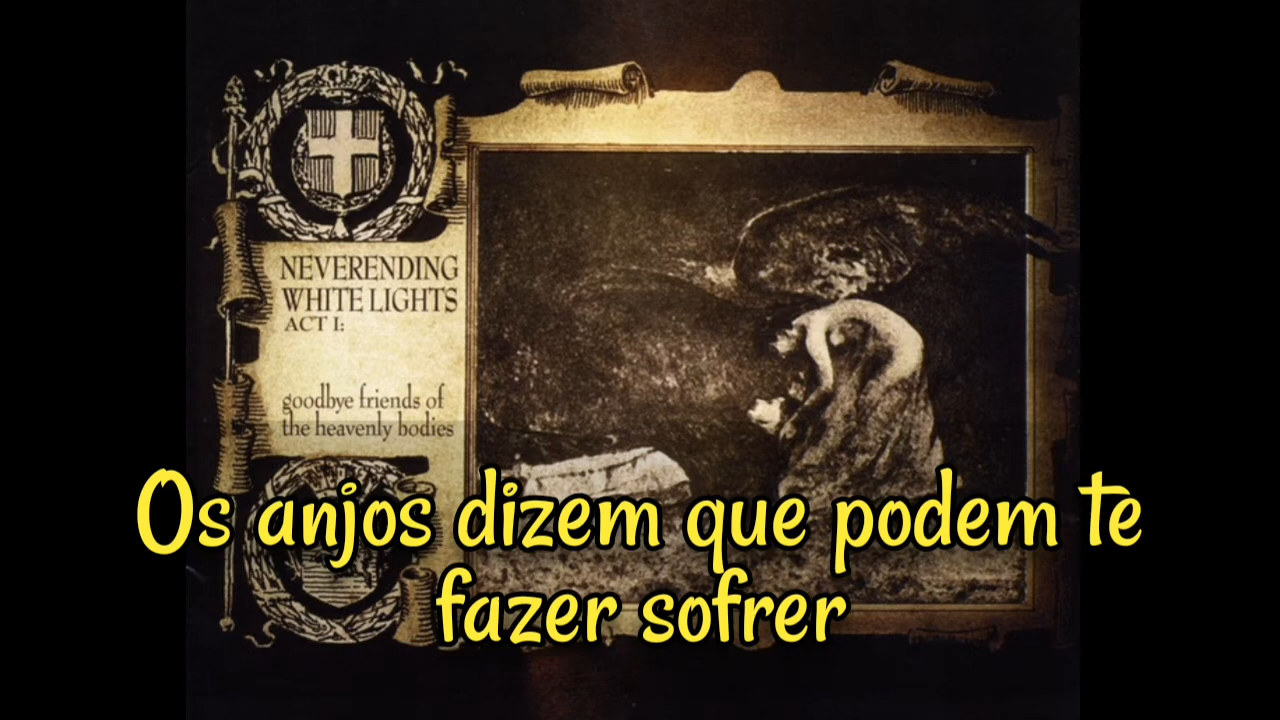 NEVERENDING
WHITE LIGHTS
ACT I:
goodbye friends of
the heavenly bodies
Os anjos dizem que podem te
fazer sofrer